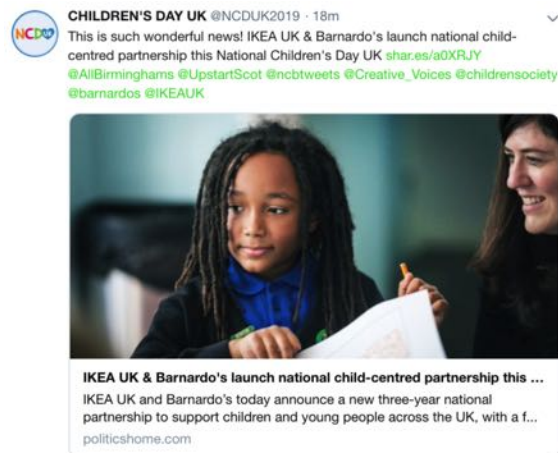 NCD
CHILDREN'S DAY UK @NCDUK2019 · 18m
This is such wonderful news! IKEA UK & Barnardo's launch national child-
centred partnership this National Children's Day UK shar.es/a0XRJY
@AllBirminghams @UpstartScot @ncbtweets @Creative_Voices @childrensociety
@barnardos @IKEAUK
IKEA UK & Barnardo's launch national child-centred partnership this ...
IKEA UK and Barnardo's today announce a new three-year national
partnership to support children and young people across the UK, with a f...
politicshome.com